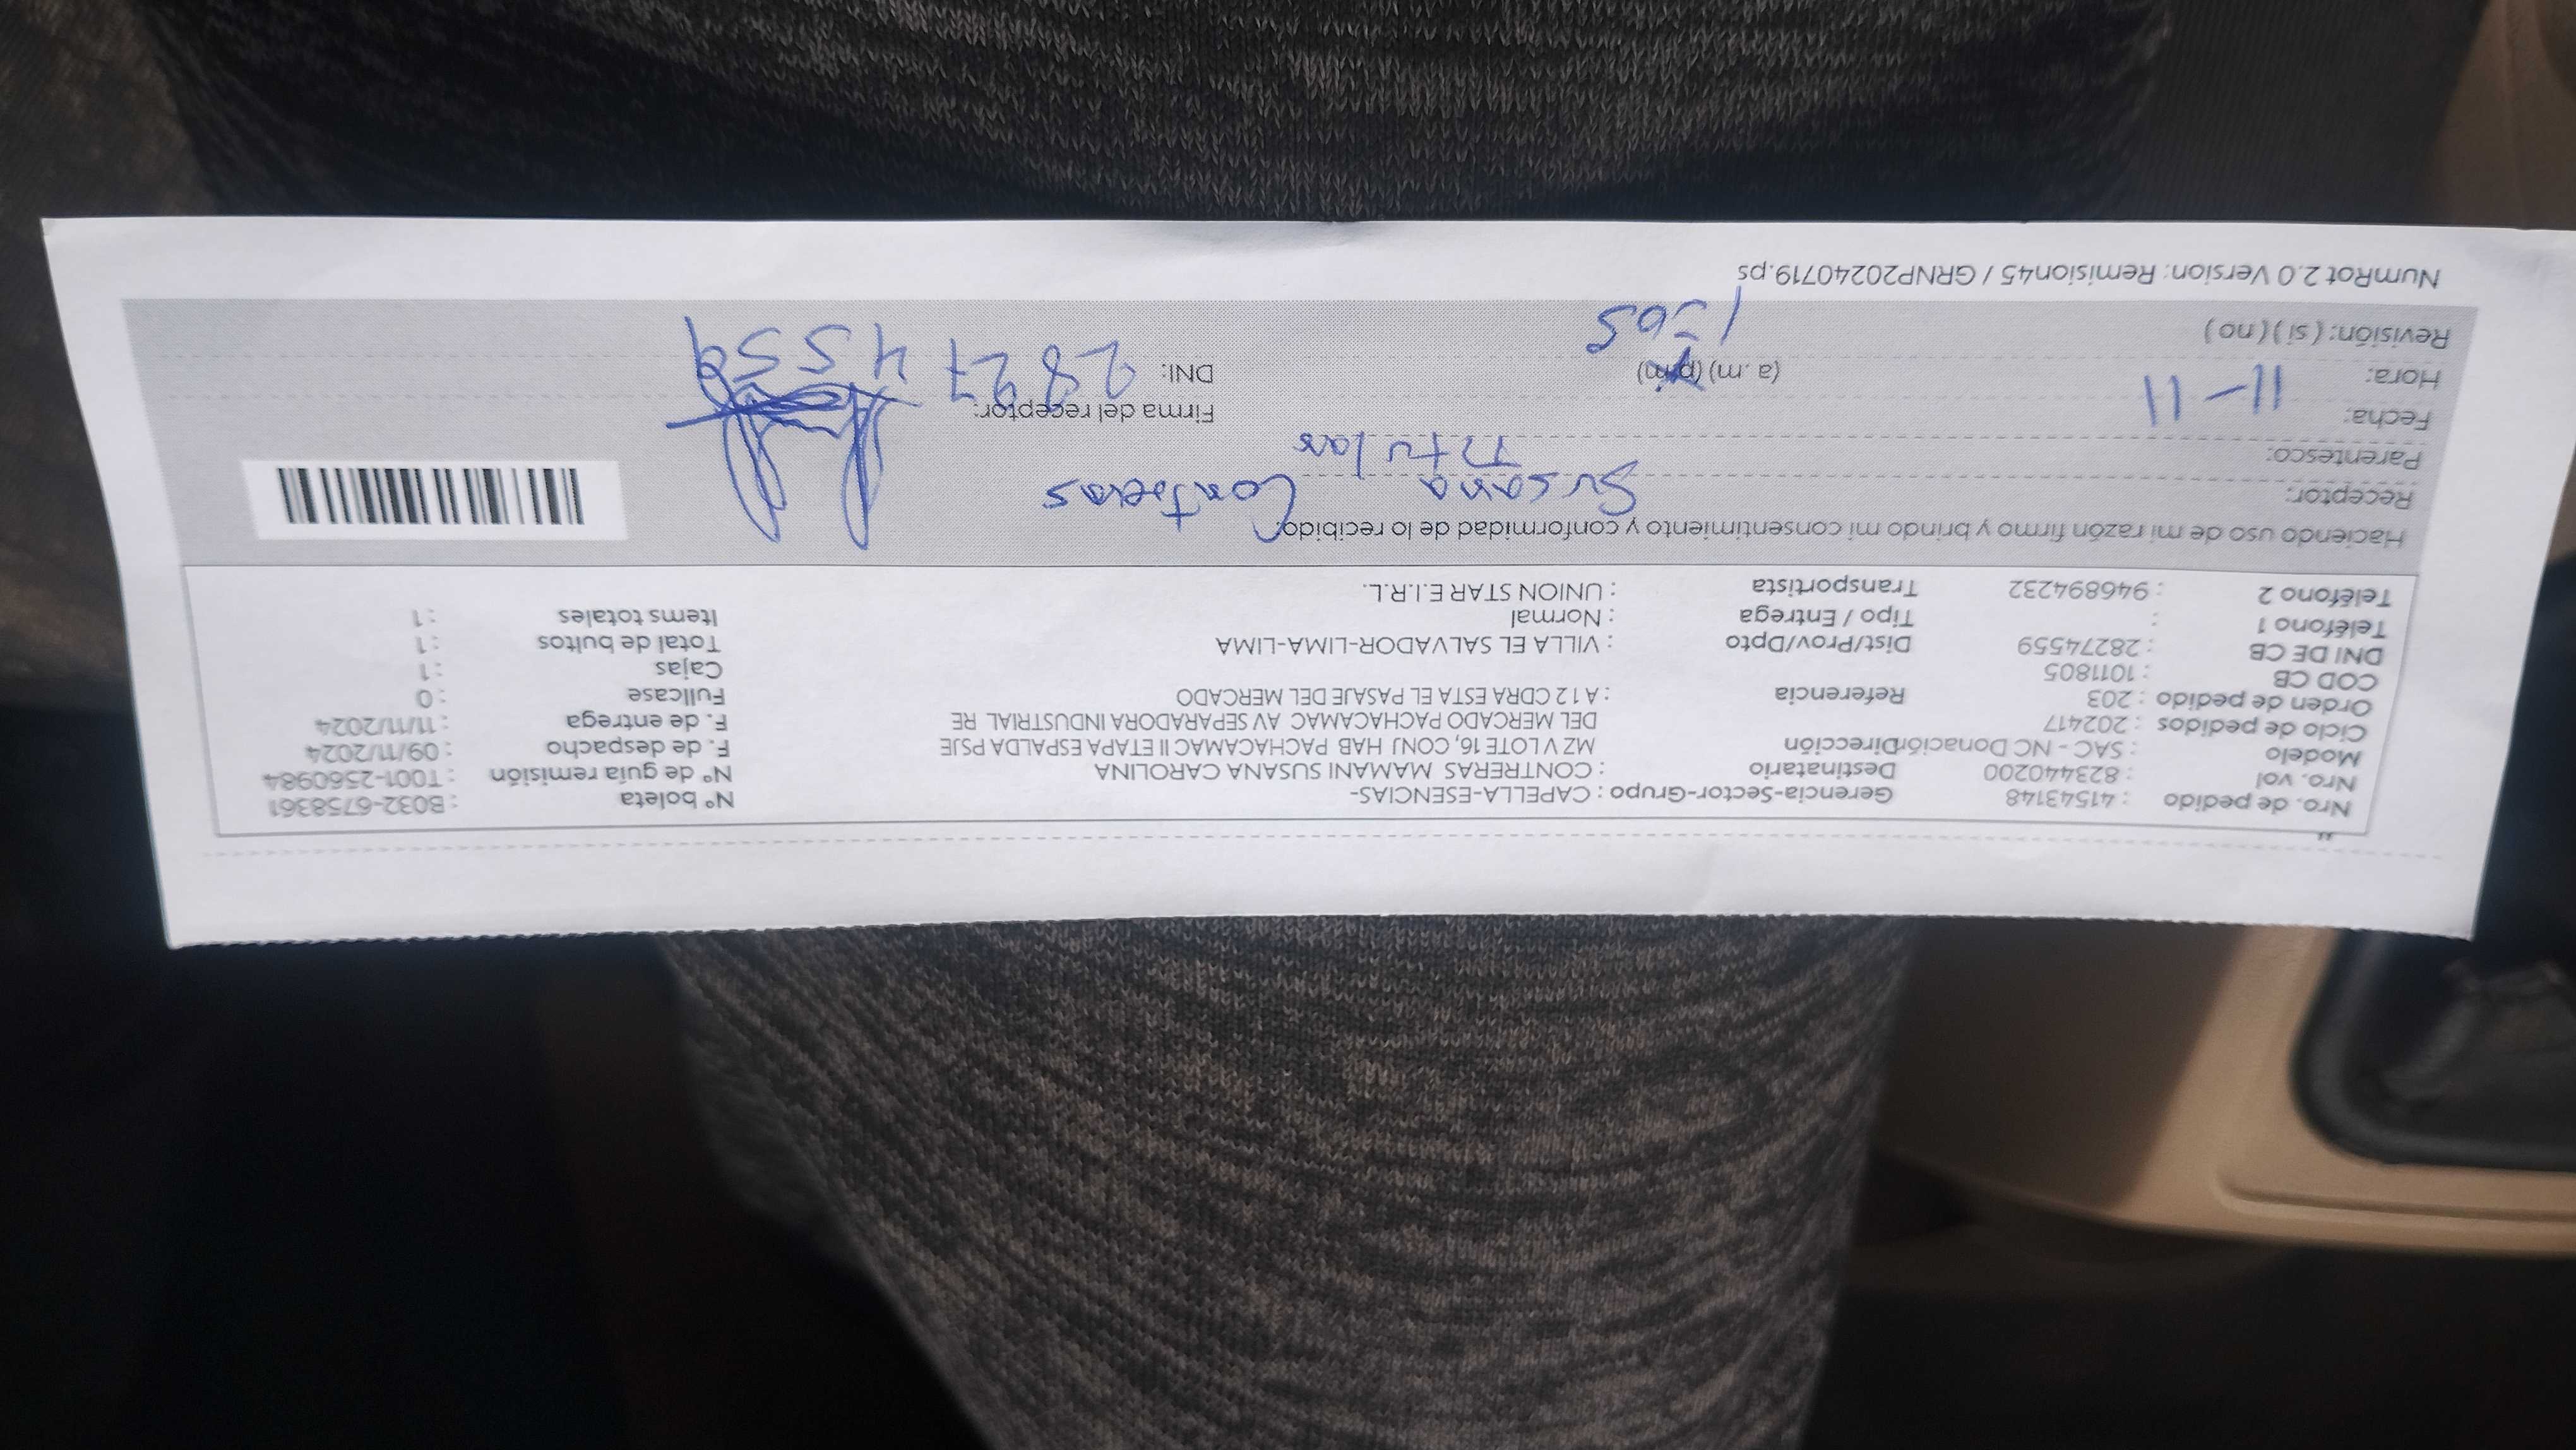 Nro. de pedido : 41543148 Gerencia-Sector-Grupo : CAPELLA-ESENCIAS- N° boleta : B032-6758361
Nro. vol : 823440200 Destinatario : CONTRERAS MAMANI SUSANA CAROLINA N° de guía remisión : T001-2560984
Modelo : SAC - NC Donación Dirección MZ V LOTE 16, CONJ HAB PACHACAMAC II ETAPA ESPALDA PSJE F. de despacho : 09/11/2024
Ciclo de pedidos : 202417 DEL MERCADO PACHACAMAC AV SEPARADORA INDUSTRIAL RE F. de entrega : 11/11/2024
Orden de pedido : 203 Referencia : A 12 CDRA ESTA EL PASAJE DEL MERCADO Fullcase : 0
COD CB : 1011805 Cajas : 1
DNI DE CB : 28274559 Dist/Prov/Dpto : VILLA EL SALVADOR-LIMA-LIMA Total de bultos : 1
Teléfono 1 : Tipo / Entrega : Normal Items totales : 1
Teléfono 2 : 946894232 Transportista : UNION STAR E.I.R.L.
Haciendo uso de mi razón firmo y brindo mi consentimiento y conformidad de lo recibido:
Receptor: Susana Contreras
Parentesco: Titular
Fecha: 11-11 Firma del receptor:
Hora: (a. m) (p. m) DNI: 2827 4559
Revisión: ( si ) ( no ) 1=05
NumRot 2.0 Version: Remision45 / GRNP20240719.ps